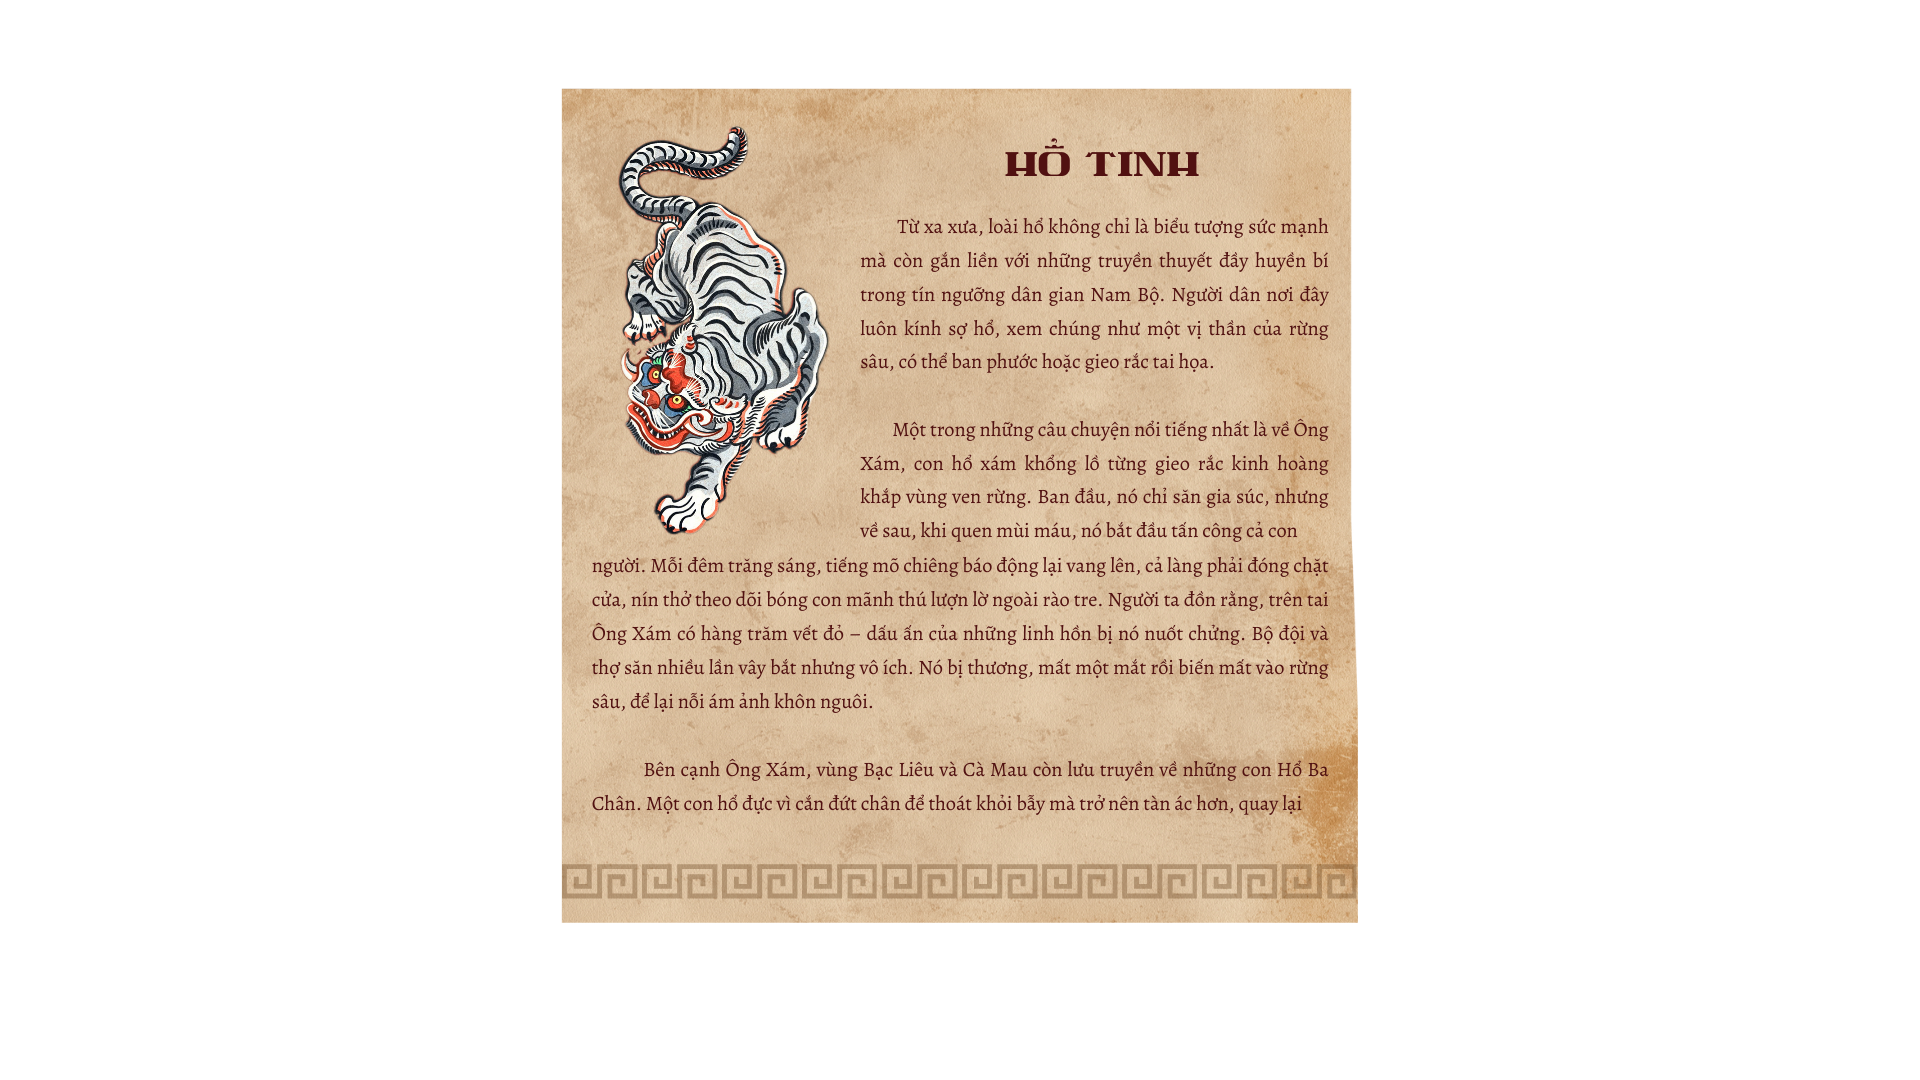 HỔ TINH
Từ xa xưa, loài hổ không chỉ là biểu tượng sức mạnh
mà còn gắn liền với những truyền thuyết đầy huyền bí
trong tín ngưỡng dân gian Nam Bộ. Người dân nơi đây
luôn kính sợ hổ, xem chúng như một vị thần của rừng
sâu, có thể ban phước hoặc gieo rắc tai họa.
Một trong những câu chuyện nổi tiếng nhất là về Ông
Xám, con hổ xám khổng lồ từng gieo rắc kinh hoàng
khắp vùng ven rừng. Ban đầu, nó chỉ săn gia súc, nhưng
về sau, khi quen mùi máu, nó bắt đầu tấn công cả con
người. Mỗi đêm trăng sáng, tiếng mõ chiêng báo động lại vang lên, cả làng phải đóng chặt
cửa, nín thở theo dõi bóng con mãnh thú lượn lờ ngoài rào tre. Người ta đồn rằng, trên tai
Ông Xám có hàng trăm vết đỏ – dấu ấn của những linh hồn bị nó nuốt chửng. Bộ đội và
thợ săn nhiều lần vây bắt nhưng vô ích. Nó bị thương, mất một mắt rồi biến mất vào rừng
sâu, để lại nỗi ám ảnh khôn nguôi.
Bên cạnh Ông Xám, vùng Bạc Liêu và Cà Mau còn lưu truyền về những con Hổ Ba
Chân. Một con hổ đực vì cắn đứt chân để thoát khỏi bẫy mà trở nên tàn ác hơn, quay lại